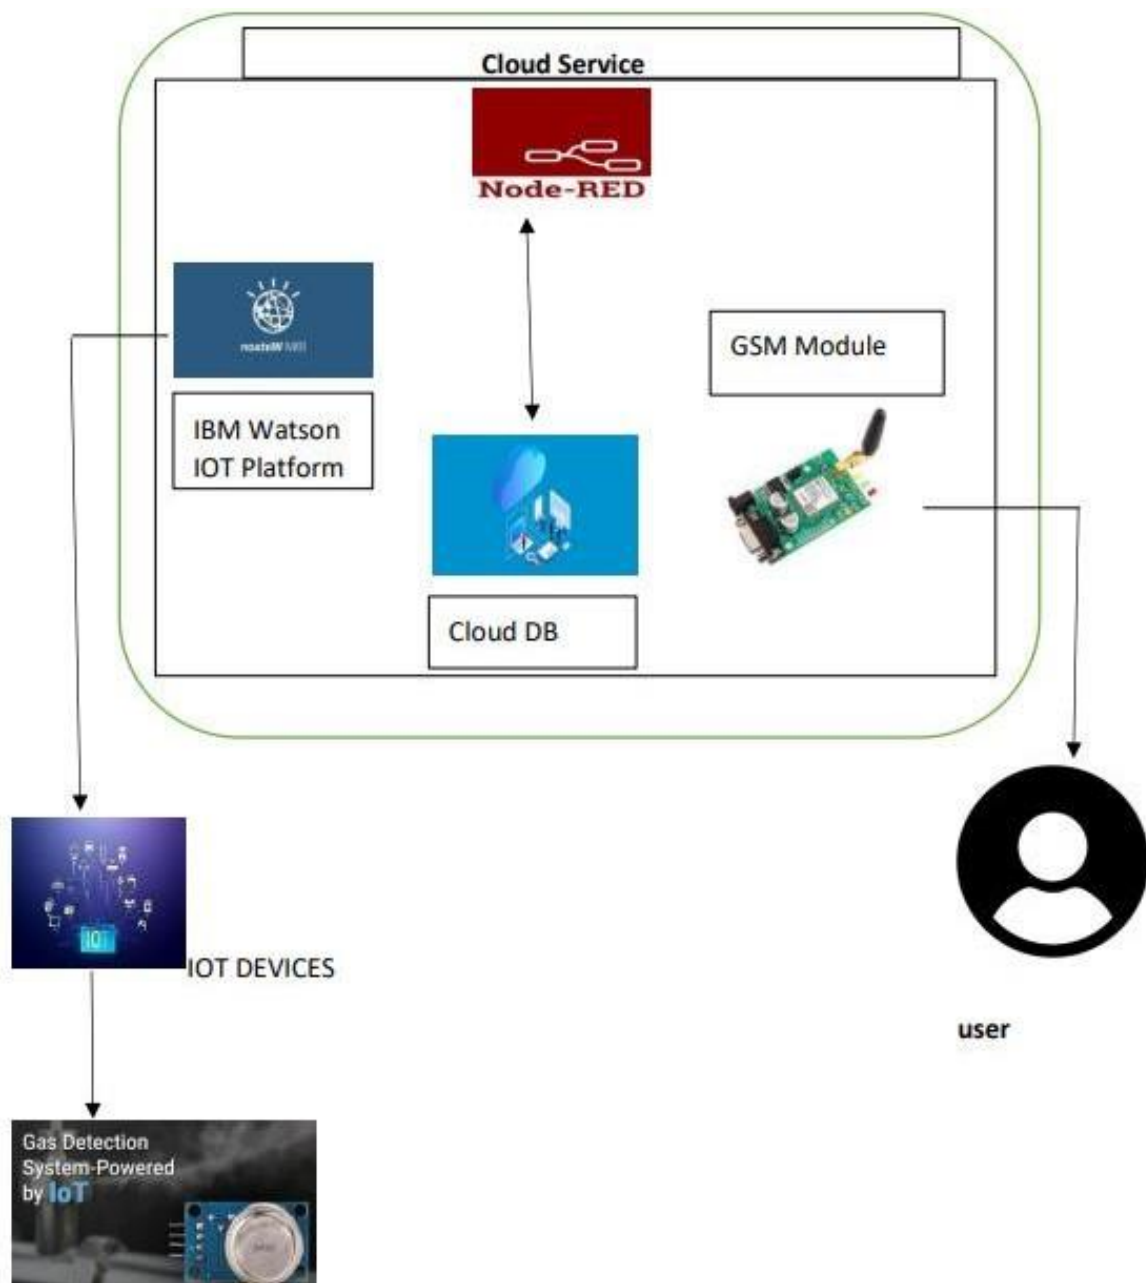 Cloud Service
Node-RED
GSM Module
IBM Watson
IOT Platform
Cloud DB
IOT DEVICES
user
Gas Detection
System-Powered
by IoT